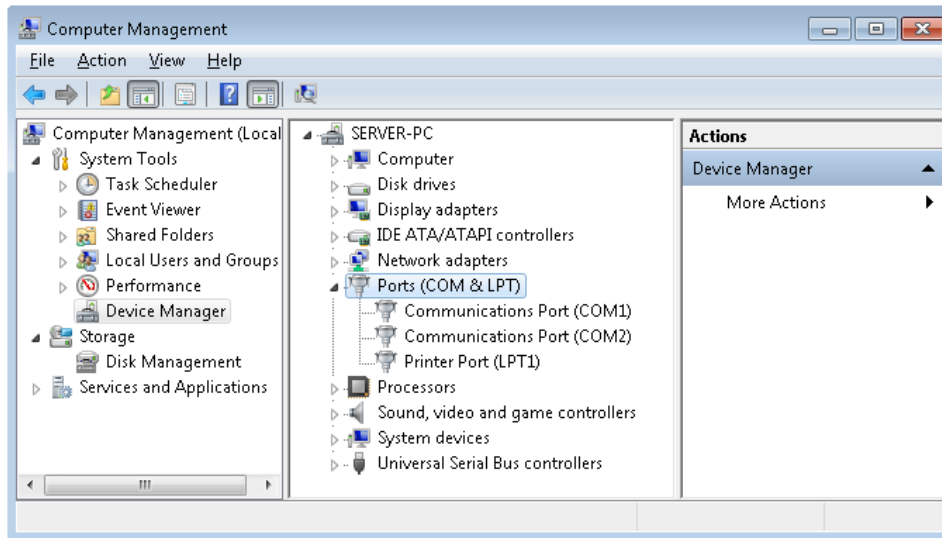 Computer Management
File Action View Help
Computer Management (Local
System Tools
Task Scheduler
Event Viewer
Shared Folders
Local Users and Groups
Performance
Device Manager
Storage
Disk Management
Services and Applications
SERVER-PC
Computer
Disk drives
Display adapters
IDE ATA/ATAPI controllers
Network adapters
Ports (COM & LPT)
Communications Port (COM1)
Communications Port (COM2)
Printer Port (LPT1)
Processors
Sound, video and game controllers
System devices
Universal Serial Bus controllers
Actions
Device Manager
More Actions